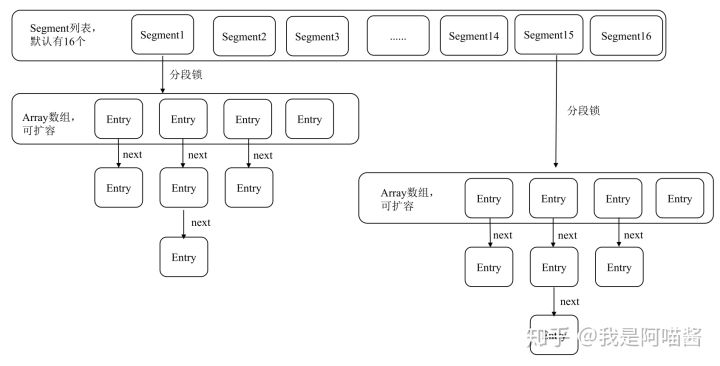 Segment列表，
默认有16个
Segment1
Segment2
Segment3
......
Segment14
Segment15
Segment16
分段锁
分段锁
Array数组，
可扩容
Entry
Entry
Entry
Entry
next
next
next
Entry
Entry
Entry
next
Entry
Array数组，
可扩容
Entry
Entry
Entry
Entry
next
next
next
Entry
Entry
Entry
next
Entry
知乎 @我是阿喵酱